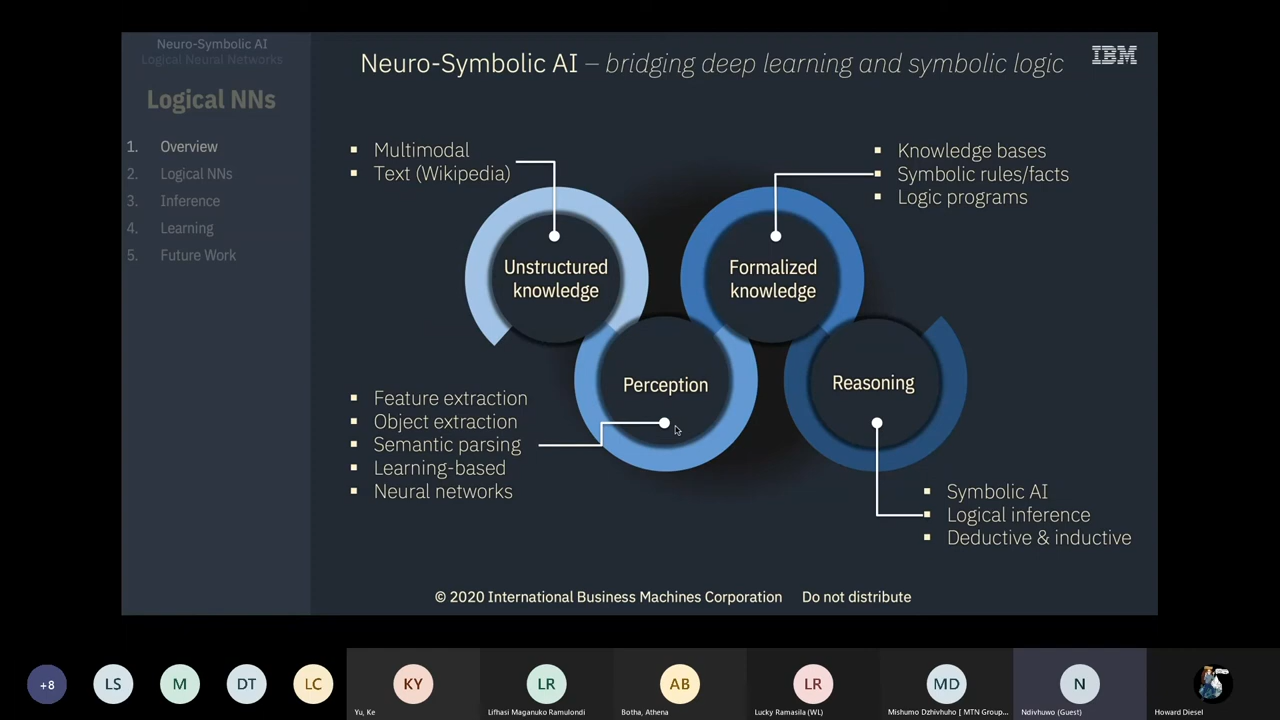 Neuro-Symbolic AI
Logical Neural Networks
Logical NNs
1. Overview
2. Logical NNs
3. Inference
4. Learning
5. Future Work
Neuro-Symbolic AI – bridging deep learning and symbolic logic
IBM
Multimodal
Text (Wikipedia)
Knowledge bases
Symbolic rules/facts
Logic programs
Unstructured
knowledge
Formalized
knowledge
Perception
Reasoning
Feature extraction
Object extraction
Semantic parsing
Learning-based
Neural networks
Symbolic AI
Logical inference
Deductive & inductive
© 2020 International Business Machines Corporation Do not distribute
+8
LS
M
DT
LC
KY
LR
AB
LR
MD
N
Yu, Ke
Lifhasi Maganuko Ramulondi
Botha, Athena
Lucky Ramasila (WL)
Mishumo Dzhivhuho [ MTN Group...
Ndivhuwo (Guest)
Howard Diesel